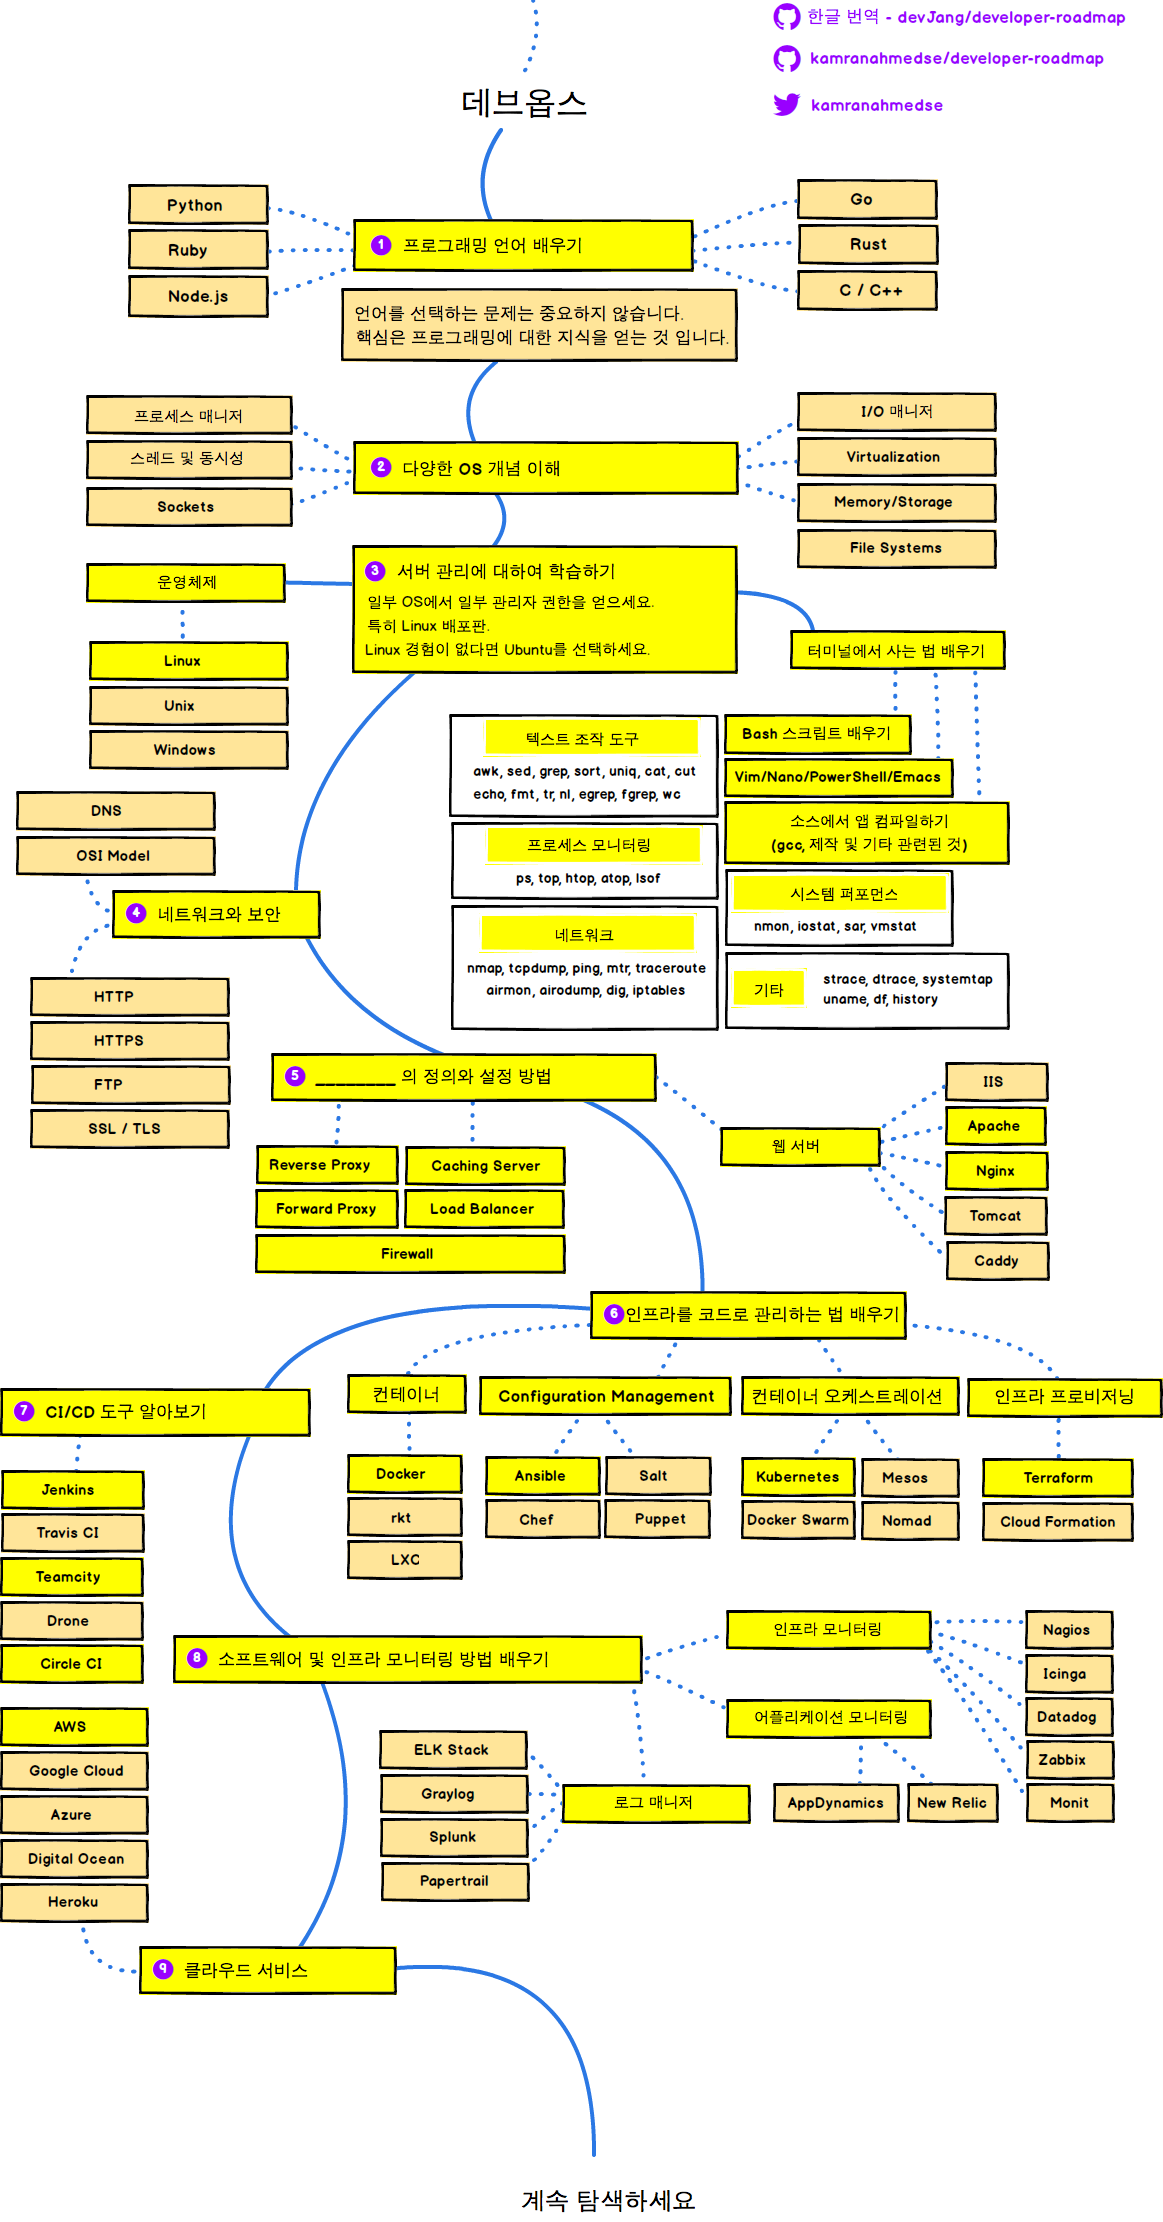 한글 번역 - devJang/developer-roadmap
kamranahmedse/developer-roadmap
kamranahmedse
데브옵스
Python
Ruby
Node.js
1 프로그래밍 언어 배우기
Go
Rust
C / C++
언어를 선택하는 문제는 중요하지 않습니다.
핵심은 프로그래밍에 대한 지식을 얻는 것 입니다.
프로세스 매니저
스레드 및 동시성
Sockets
2 다양한 OS 개념 이해
I/O 매니저
Virtualization
Memory/Storage
File Systems
운영체제
Linux
Unix
Windows
3 서버 관리에 대하여 학습하기
일부 OS에서 일부 관리자 권한을 얻으세요.
특히 Linux 배포판.
Linux 경험이 없다면 Ubuntu를 선택하세요.
터미널에서 사는 법 배우기
텍스트 조작 도구
awk, sed, grep, sort, uniq, cat, cut
echo, fmt, tr, nl, egrep, fgrep, wc
프로세스 모니터링
ps, top, htop, atop, lsof
네트워크
nmap, tcpdump, ping, mtr, traceroute
airmon, airodump, dig, iptables
Bash 스크립트 배우기
Vim/Nano/PowerShell/Emacs
소스에서 앱 컴파일하기
(gcc, 제작 및 기타 관련된 것)
시스템 퍼포먼스
nmon, iostat, sar, vmstat
기타
strace, dtrace, systemtap
uname, df, history
DNS
OSI Model
4 네트워크와 보안
HTTP
HTTPS
FTP
SSL / TLS
5 ________ 의 정의와 설정 방법
Reverse Proxy
Caching Server
Forward Proxy
Load Balancer
Firewall
웹 서버
IIS
Apache
Nginx
Tomcat
Caddy
6 인프라를 코드로 관리하는 법 배우기
컨테이너
Docker
rkt
LXC
Configuration Management
Ansible
Salt
Chef
Puppet
컨테이너 오케스트레이션
Kubernetes
Mesos
Docker Swarm
Nomad
인프라 프로비저닝
Terraform
Cloud Formation
7 CI/CD 도구 알아보기
Jenkins
Travis CI
Teamcity
Drone
Circle CI
8 소프트웨어 및 인프라 모니터링 방법 배우기
인프라 모니터링
Nagios
Icinga
Datadog
Zabbix
Monit
어플리케이션 모니터링
AppDynamics
New Relic
로그 매니저
ELK Stack
Graylog
Splunk
Papertrail
AWS
Google Cloud
Azure
Digital Ocean
Heroku
9 클라우드 서비스
계속 탐색하세요